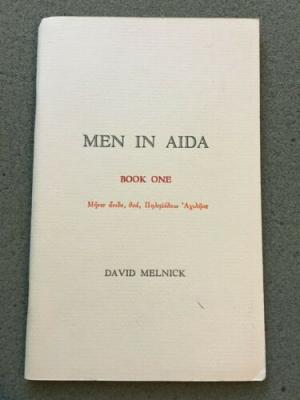 MEN IN AIDA
BOOK ONE
Μῆνιν ἄειδε, θεά, Πηληϊάδεω Ἀχιλῆος
DAVID MELNICK